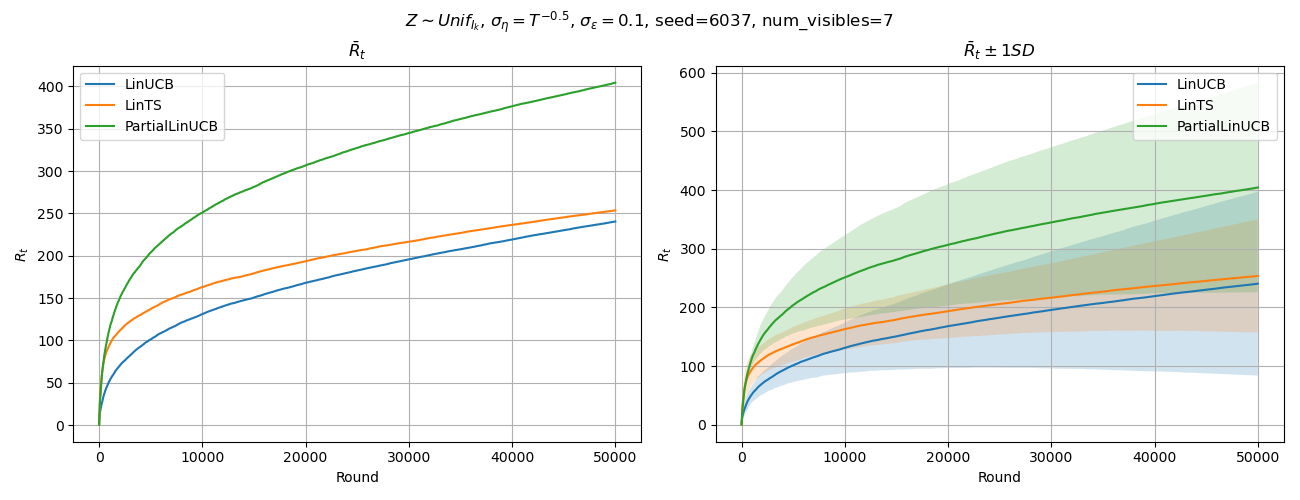 Z ∼ Unif_{I_k}, σ_η = T^{−0.5}, σ_ε = 0.1, seed=6037, num_visibles=7
R̄_t
R_t
400
350
300
250
200
150
100
50
0
LinUCB
LinTS
PartialLinUCB
0 10000 20000 30000 40000 50000
Round
R̄_t ± 1SD
R_t
600
500
400
300
200
100
0
LinUCB
LinTS
PartialLinUCB
0 10000 20000 30000 40000 50000
Round